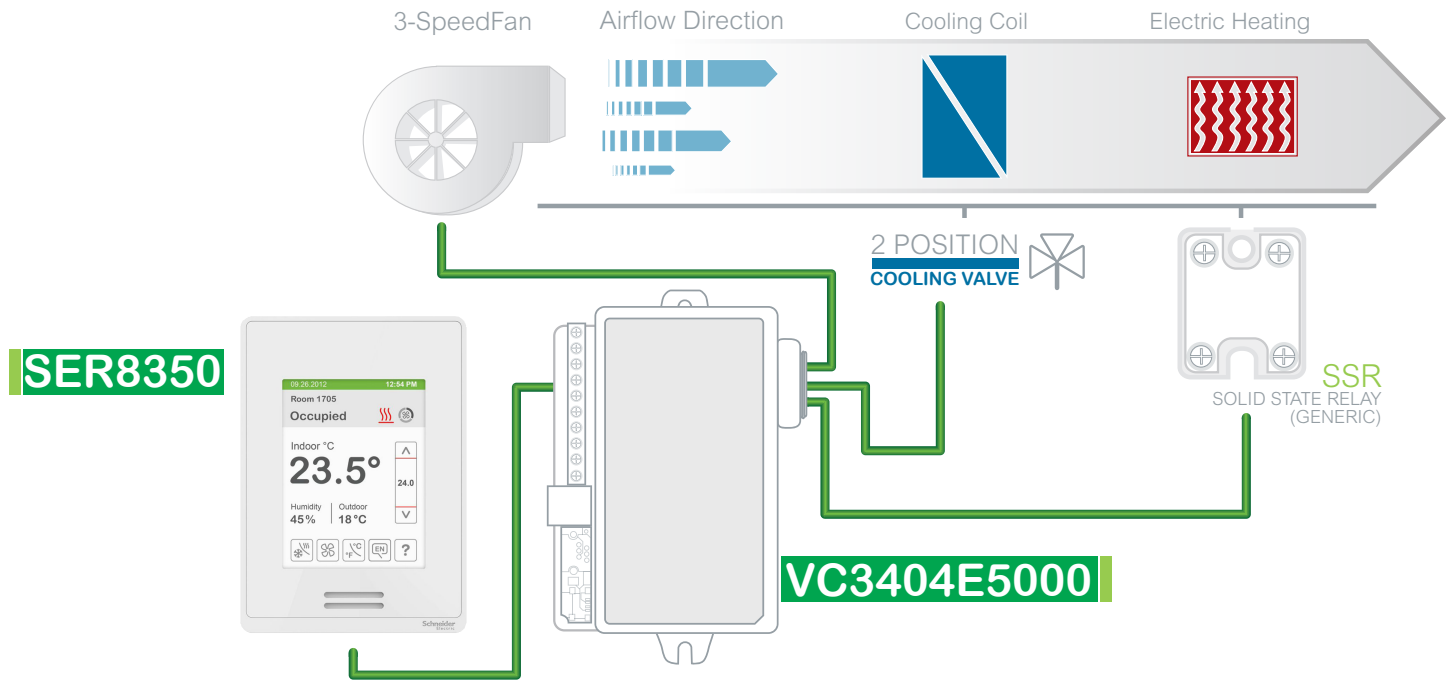 3-SpeedFan
Airflow Direction
Cooling Coil
Electric Heating
2 POSITION
COOLING VALVE
SER8350
09.26.2012 12:54 PM
Room 1705
Occupied
Indoor °C
23.5°
24.0
Humidity
45%
Outdoor
18°C
°C
°F
EN
?
Schneider
Electric
SSR
SOLID STATE RELAY
(GENERIC)
VC3404E5000